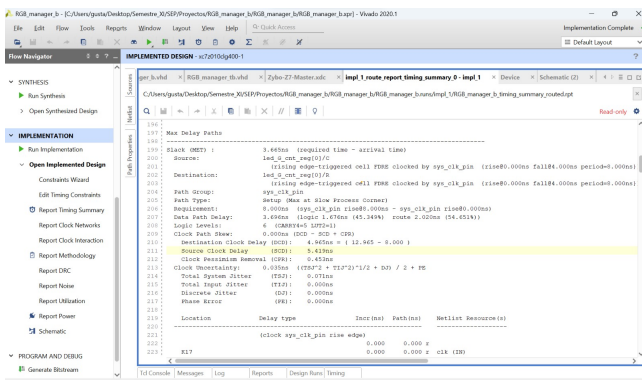 RGB_manager_b - [C:/Users/gusta/Desktop/Semestre_XI/SEP/Proyectos/RGB_manager_b/RGB_manager_b/RGB_manager_b.xpr] - Vivado 2020.1
File Edit Flow Tools Reports Window Layout View Help Quick Access
Implementation Complete
Default Layout
Flow Navigator
IMPLEMENTED DESIGN - xc7z010clg400-1
SYNTHESIS
Run Synthesis
Open Synthesized Design
IMPLEMENTATION
Run Implementation
Open Implemented Design
Constraints Wizard
Edit Timing Constraints
Report Timing Summary
Report Clock Networks
Report Clock Interaction
Report Methodology
Report DRC
Report Noise
Report Utilization
Report Power
Schematic
PROGRAM AND DEBUG
Generate Bitstream
Sources
Netlist
Path Properties
ger_b.vhd RGB_manager_tb.vhd Zybo-Z7-Master.xdc impl_1_route_report_timing_summary_0 - impl_1 Device Schematic (2)
C:/Users/gusta/Desktop/Semestre_XI/SEP/Proyectos/RGB_manager_b/RGB_manager_b/RGB_manager_b.runs/impl_1/RGB_manager_b_timing_summary_routed.rpt
Read-only
196
197 Max Delay Paths
198 --------------------------------------------------------------------------------------
199 Slack (MET) : 3.665ns (required time - arrival time)
200 Source: led_G_cnt_reg[0]/C
201 (rising edge-triggered cell FDRE clocked by sys_clk_pin {rise@0.000ns fall@4.000ns period=8.000ns})
202 Destination: led_G_cnt_reg[0]/R
203 (rising edge-triggered cell FDRE clocked by sys_clk_pin {rise@0.000ns fall@4.000ns period=8.000ns})
204 Path Group: sys_clk_pin
205 Path Type: Setup (Max at Slow Process Corner)
206 Requirement: 8.000ns (sys_clk_pin rise@8.000ns - sys_clk_pin rise@0.000ns)
207 Data Path Delay: 3.696ns (logic 1.676ns (45.349%) route 2.020ns (54.651%))
208 Logic Levels: 6 (CARRY4=5 LUT2=1)
209 Clock Path Skew: 0.000ns (DCD - SCD + CPR)
210 Destination Clock Delay (DCD): 4.965ns = ( 12.965 - 8.000 )
211 Source Clock Delay (SCD): 5.419ns
212 Clock Pessimism Removal (CPR): 0.453ns
213 Clock Uncertainty: 0.035ns ((TSJ^2 + TIJ^2)^1/2 + DJ) / 2 + PE
214 Total System Jitter (TSJ): 0.071ns
215 Total Input Jitter (TIJ): 0.000ns
216 Discrete Jitter (DJ): 0.000ns
217 Phase Error (PE): 0.000ns
218
219 Location Delay type Incr(ns) Path(ns) Netlist Resource(s)
220 ------------------------------------------------------------------- -------------------
221 (clock sys_clk_pin rise edge)
222 0.000 0.000 r
223 K17 0.000 0.000 r clk (IN)
Tcl Console Messages Log Reports Design Runs Timing